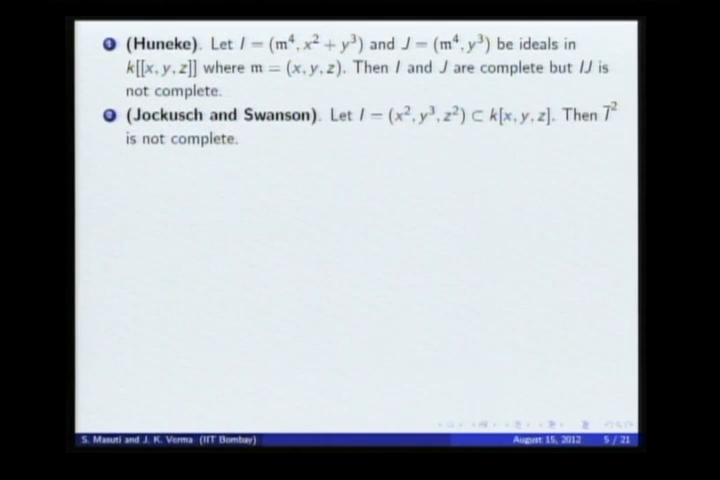 1 (Huneke). Let I = (m⁴, x² + y³) and J = (m⁴, y³) be ideals in
k[[x, y, z]] where m = (x, y, z). Then I and J are complete but IJ is
not complete.
2 (Jockusch and Swanson). Let I = (x², y³, z²) ⊂ k[x, y, z]. Then Ī²
is not complete.
S. Masuti and J. K. Verma (IIT Bombay) August 15, 2012 5 / 21